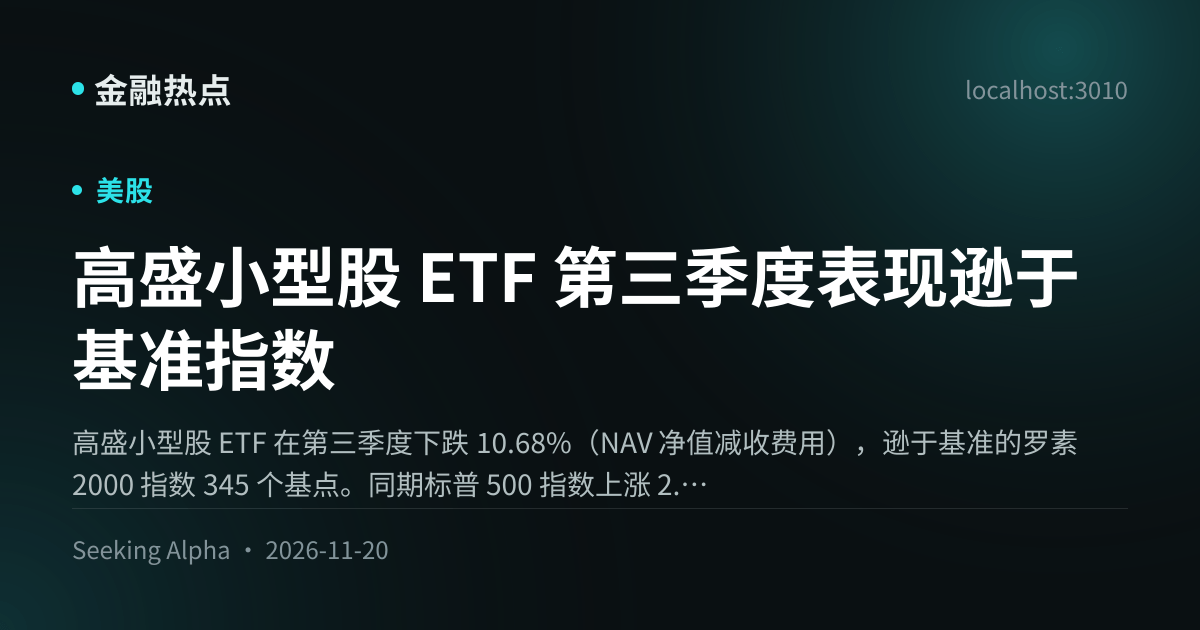 金融热点
localhost:3010
美股
高盛小型股 ETF 第三季度表现逊于
基准指数
高盛小型股 ETF 在第三季度下跌 10.68%（NAV 净值减收费用），逊于基准的罗素
2000 指数 345 个基点。同期标普 500 指数上涨 2.…
Seeking Alpha · 2026-11-20